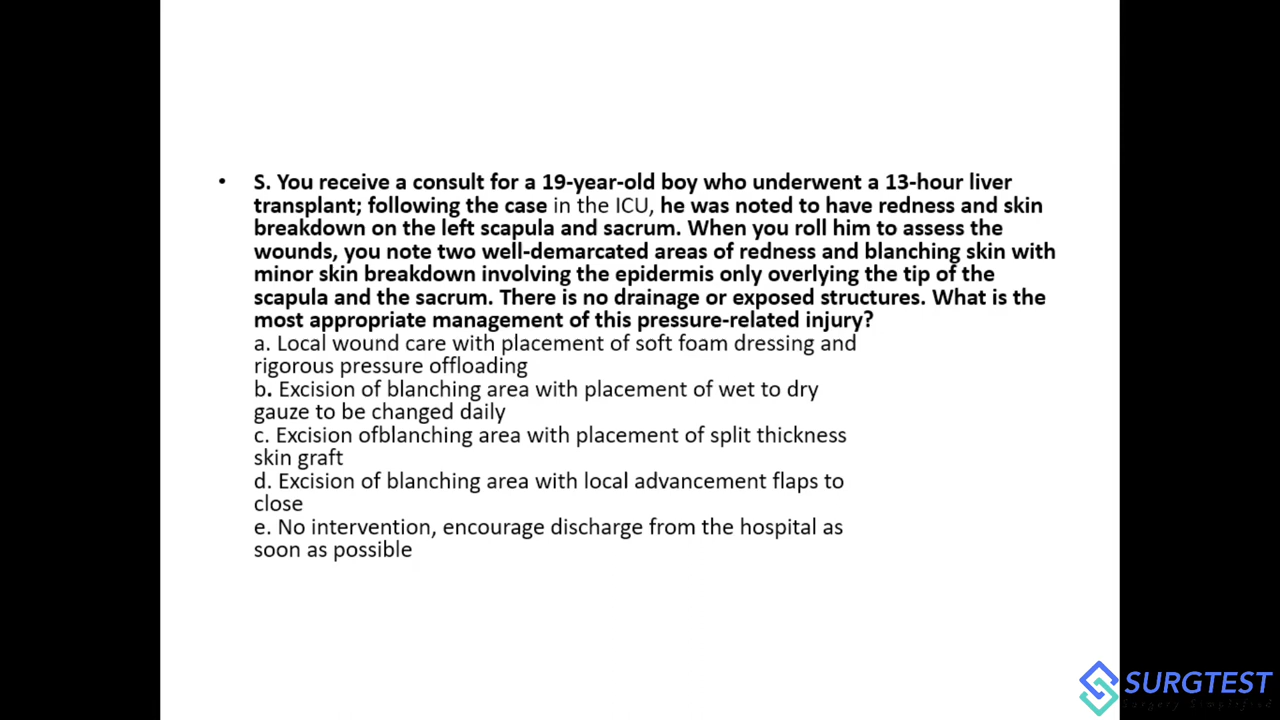 • S. You receive a consult for a 19-year-old boy who underwent a 13-hour liver
transplant; following the case in the ICU, he was noted to have redness and skin
breakdown on the left scapula and sacrum. When you roll him to assess the
wounds, you note two well-demarcated areas of redness and blanching skin with
minor skin breakdown involving the epidermis only overlying the tip of the
scapula and the sacrum. There is no drainage or exposed structures. What is the
most appropriate management of this pressure-related injury?
a. Local wound care with placement of soft foam dressing and
rigorous pressure offloading
b. Excision of blanching area with placement of wet to dry
gauze to be changed daily
c. Excision ofblanching area with placement of split thickness
skin graft
d. Excision of blanching area with local advancement flaps to
close
e. No intervention, encourage discharge from the hospital as
soon as possible
SURGTEST
Surgery Simplified